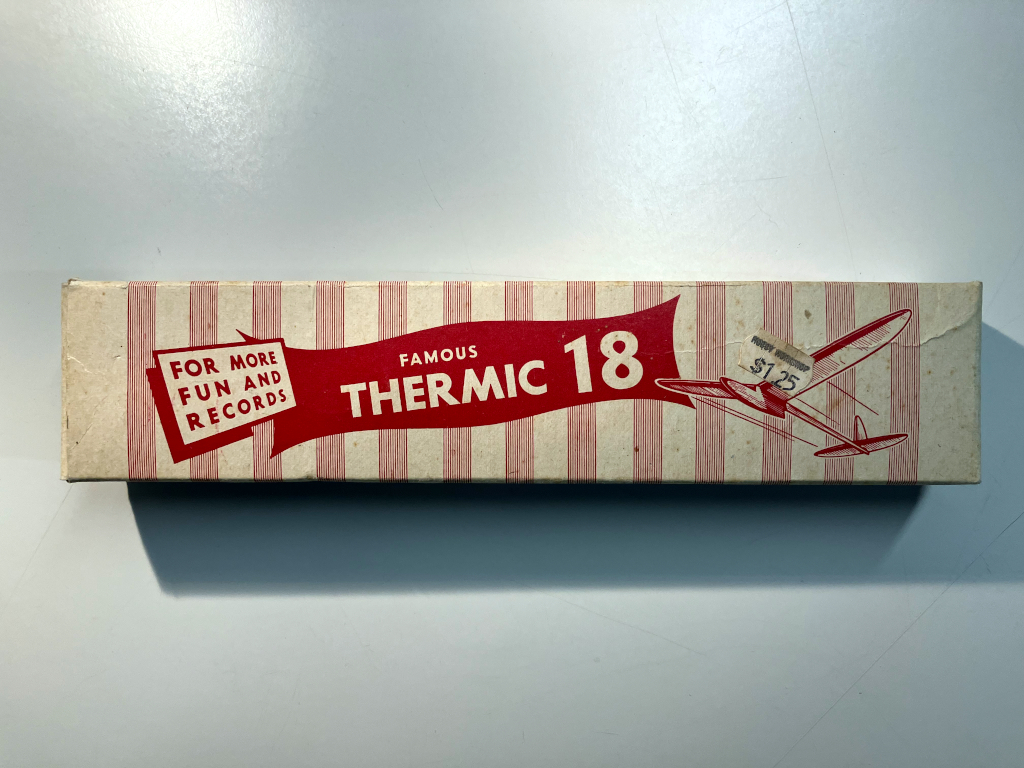 FOR MORE
FUN AND
RECORDS
FAMOUS
THERMIC 18
$1.25